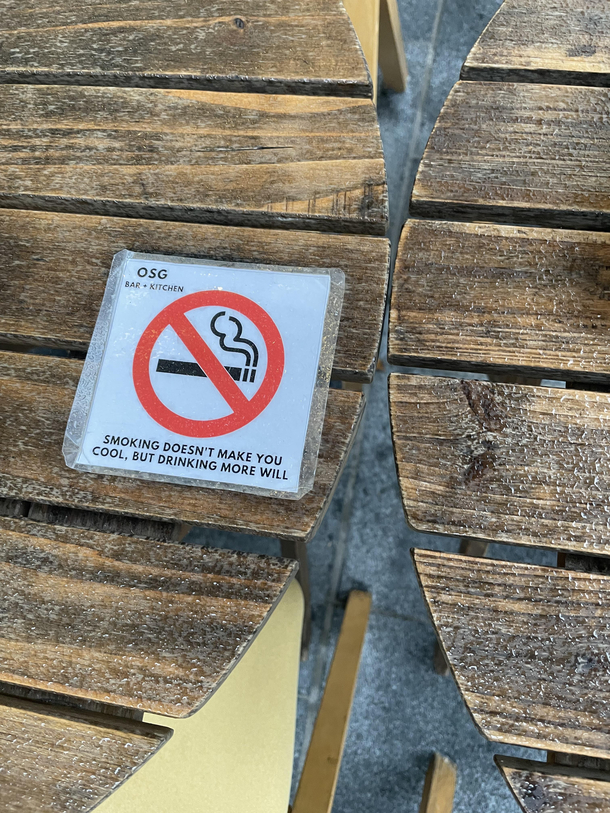 OSG
BAR + KITCHEN
SMOKING DOESN'T MAKE YOU
COOL, BUT DRINKING MORE WILL